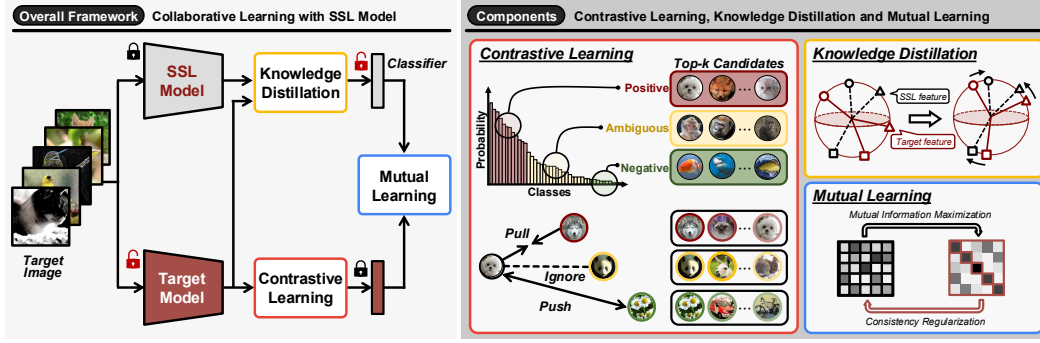 Overall Framework Collaborative Learning with SSL Model
SSL
Model
Knowledge
Distillation
Classifier
Mutual
Learning
Target
Image
Target
Model
Contrastive
Learning
Components Contrastive Learning, Knowledge Distillation and Mutual Learning
Contrastive Learning
Top-k Candidates
Positive
Ambiguous
Negative
Probability
Classes
Pull
Ignore
Push
Knowledge Distillation
SSL feature
Target feature
Mutual Learning
Mutual Information Maximization
Consistency Regularization